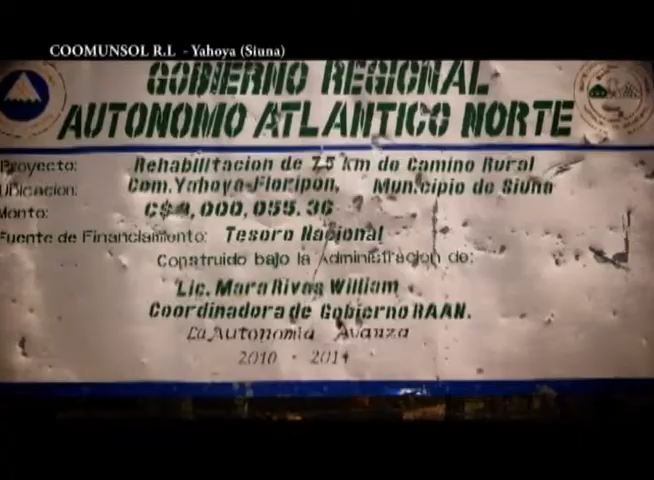 COOMUNSOL R.L - Yahoya (Siuna)
GOBIERNO REGIONAL
AUTONOMO ATLANTICO NORTE
Proyecto: Rehabilitacion de 7.5 km de Camino Rural
Ubicacion: Com. Yahoya-Floripon, Municipio de Siuna
Monto: C$ ,000,055.36
Fuente de Financiamiento: Tesoro Nacional
Construido bajo la Administracion de:
Lic. Mara Rivas William
Coordinadora de Gobierno RAAN.
La Autonomia Avanza
2010 - 2014